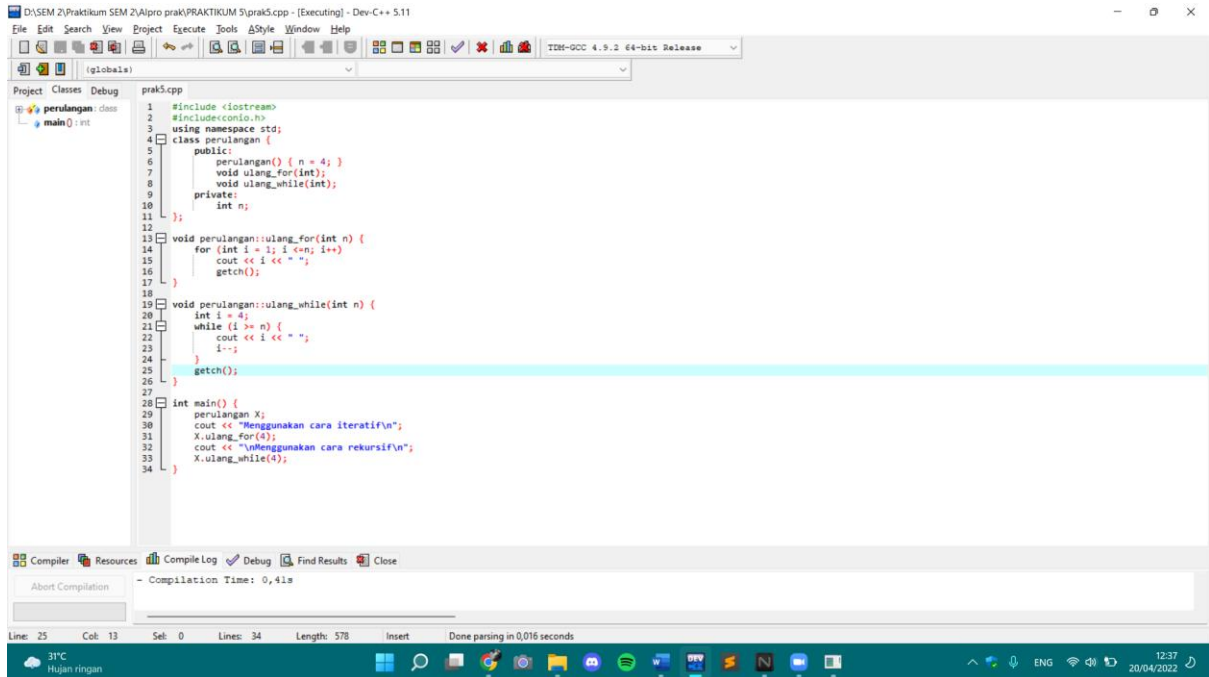 D:\SEM 2\Praktikum SEM 2\Alpro prak\PRAKTIKUM 5\prak5.cpp - [Executing] - Dev-C++ 5.11
File Edit Search View Project Execute Tools AStyle Window Help
TDM-GCC 4.9.2 64-bit Release
(globals)
Project Classes Debug prak5.cpp
perulangan : class
main () : int
1 #include <iostream>
2 #include<conio.h>
3 using namespace std;
4 class perulangan {
5 public:
6 perulangan() { n = 4; }
7 void ulang_for(int);
8 void ulang_while(int);
9 private:
10 int n;
11 };
12
13 void perulangan::ulang_for(int n) {
14 for (int i = 1; i <=n; i++)
15 cout << i << " ";
16 getch();
17 }
18
19 void perulangan::ulang_while(int n) {
20 int i = 4;
21 while (i >= n) {
22 cout << i << " ";
23 i--;
24 }
25 getch();
26 }
27
28 int main() {
29 perulangan X;
30 cout << "Menggunakan cara iteratif\n";
31 X.ulang_for(4);
32 cout << "\nMenggunakan cara rekursif\n";
33 X.ulang_while(4);
34 }
Compiler Resources Compile Log Debug Find Results Close
Abort Compilation
- Compilation Time: 0,41s
Line: 25 Col: 13 Sel: 0 Lines: 34 Length: 578 Insert Done parsing in 0,016 seconds
31°C
Hujan ringan
ENG
12:37
20/04/2022